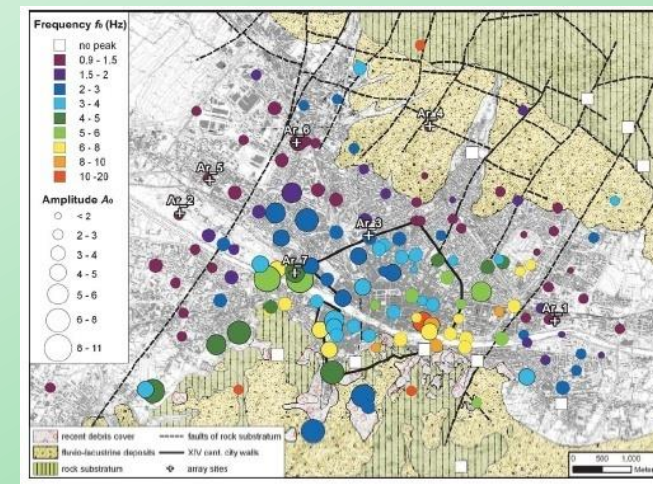 Frequency f₀ (Hz)
no peak
0.9 - 1.5
1.5 - 2
2 - 3
3 - 4
4 - 5
5 - 6
6 - 8
8 - 10
10 -20
Amplitude A₀
< 2
2 - 3
3 - 4
4 - 5
5 - 6
6 - 8
8 - 11
Ar_4
Ar_6
Ar_5
Ar_2
Ar_3
Ar_7
Ar_1
recent debris cover
fluvio-lacustrine deposits
rock substratum
faults of rock substratum
XIV cent. city walls
array sites
0 500 1.000
Meters